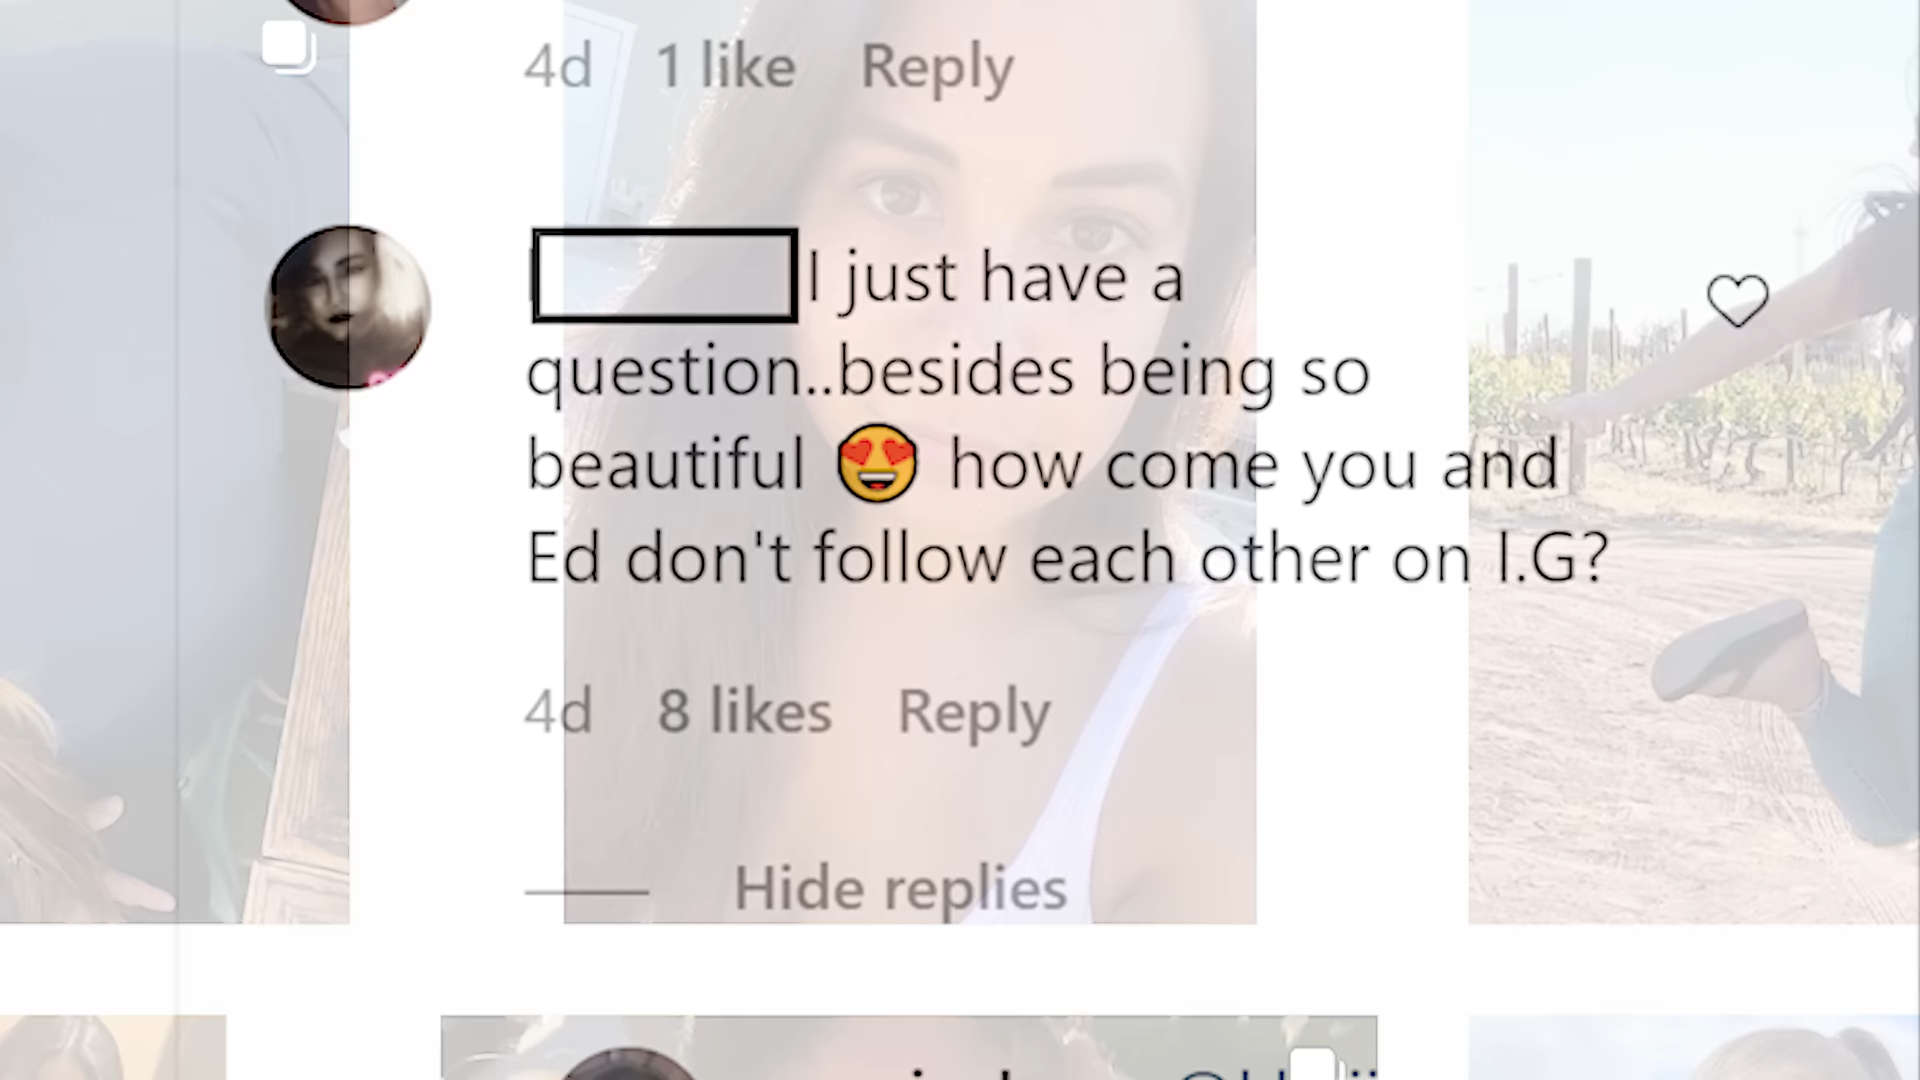 4d 1 like Reply
I just have a
question..besides being so
beautiful 😍 how come you and
Ed don't follow each other on I.G?
4d 8 likes Reply
Hide replies